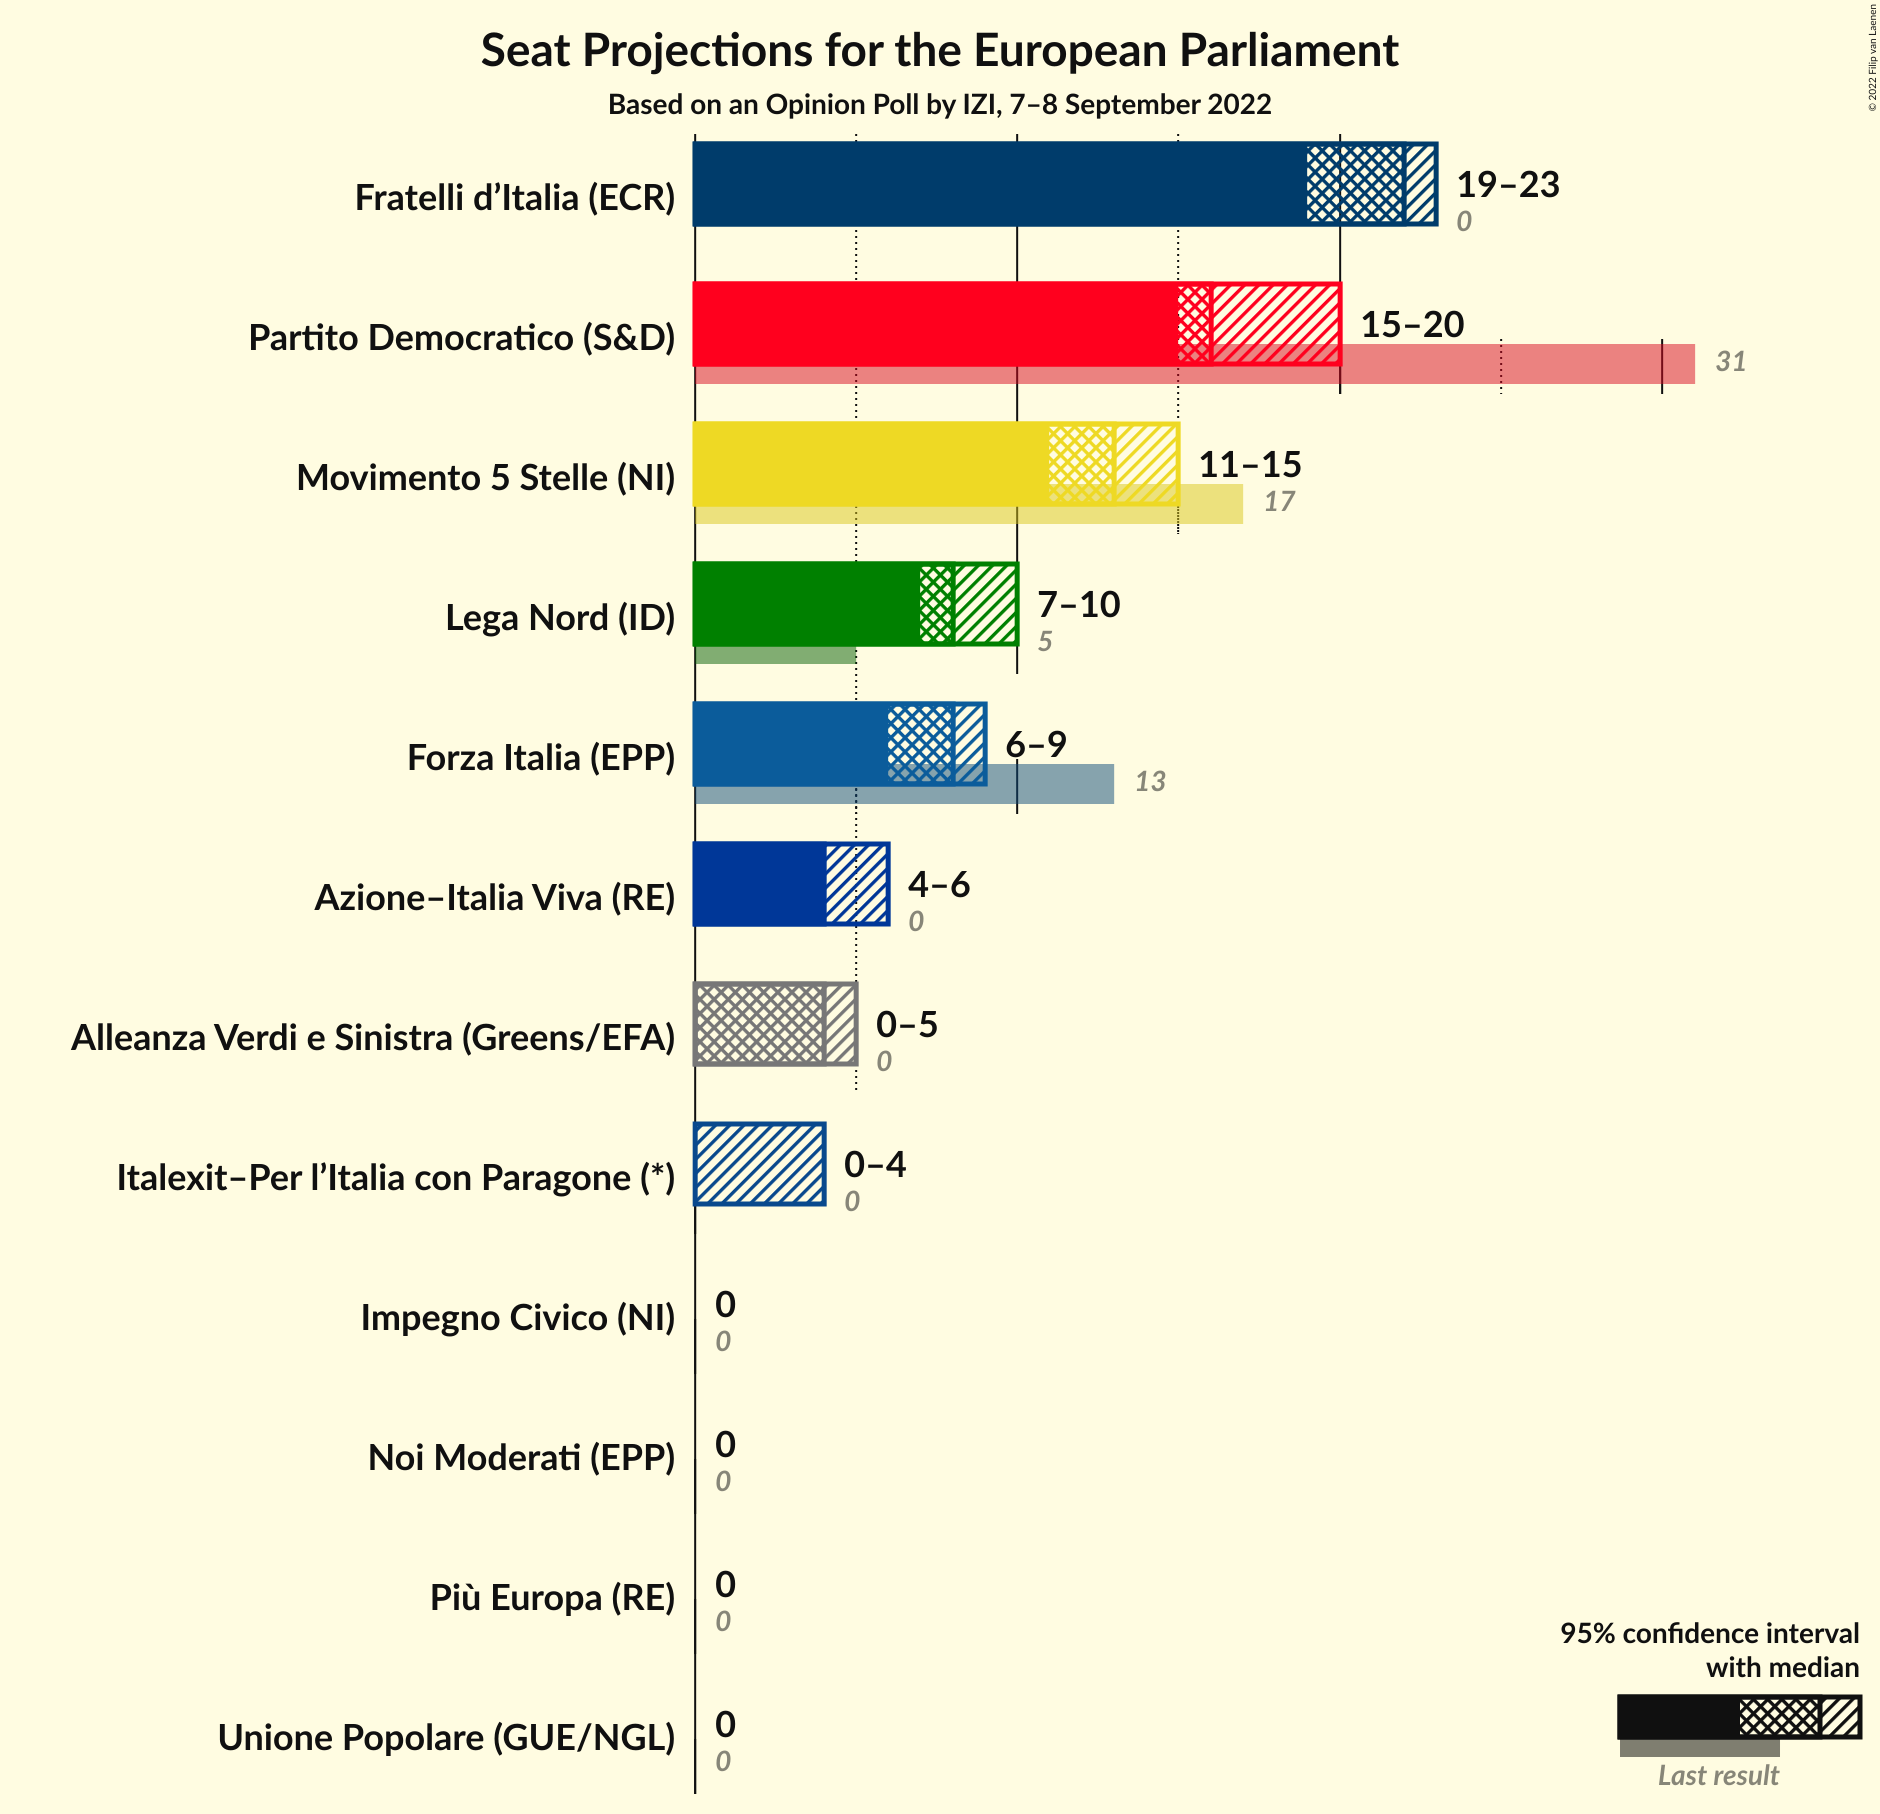 Seat Projections for the European Parliament
Based on an Opinion Poll by IZI, 7–8 September 2022
© 2022 Filip van Laenen
Fratelli d’Italia (ECR)
19–23
0
Partito Democratico (S&D)
15–20
31
Movimento 5 Stelle (NI)
11–15
17
Lega Nord (ID)
7–10
5
Forza Italia (EPP)
6–9
13
Azione–Italia Viva (RE)
4–6
0
Alleanza Verdi e Sinistra (Greens/EFA)
0–5
0
Italexit–Per l’Italia con Paragone (*)
0–4
0
Impegno Civico (NI)
0
0
Noi Moderati (EPP)
0
0
Più Europa (RE)
0
0
Unione Popolare (GUE/NGL)
0
0
95% confidence interval
with median
Last result